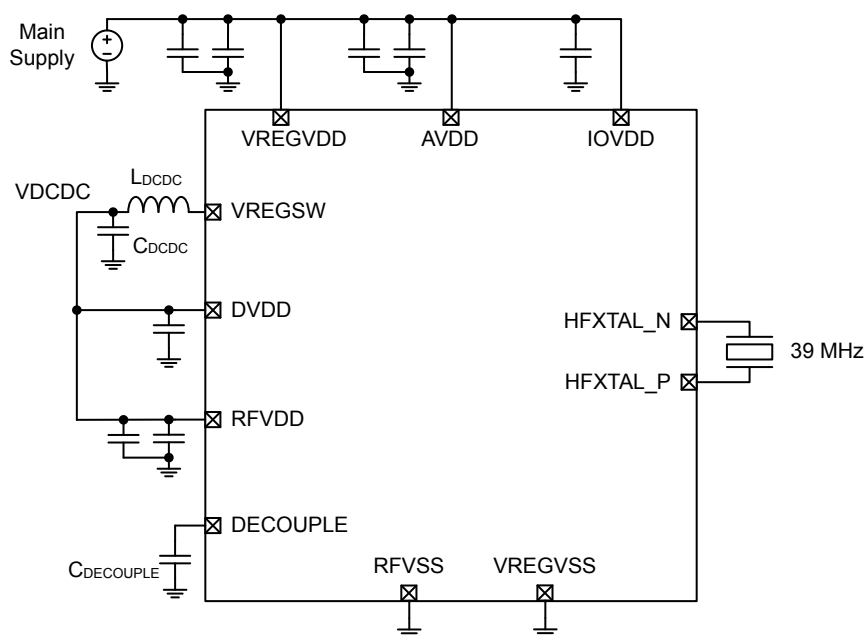 Main
Supply
+
−
VREGVDD
AVDD
IOVDD
VDCDC
LDCDC
VREGSW
CDCDC
DVDD
HFXTAL_N
39 MHz
HFXTAL_P
RFVDD
DECOUPLE
CDECOUPLE
RFVSS
VREGVSS